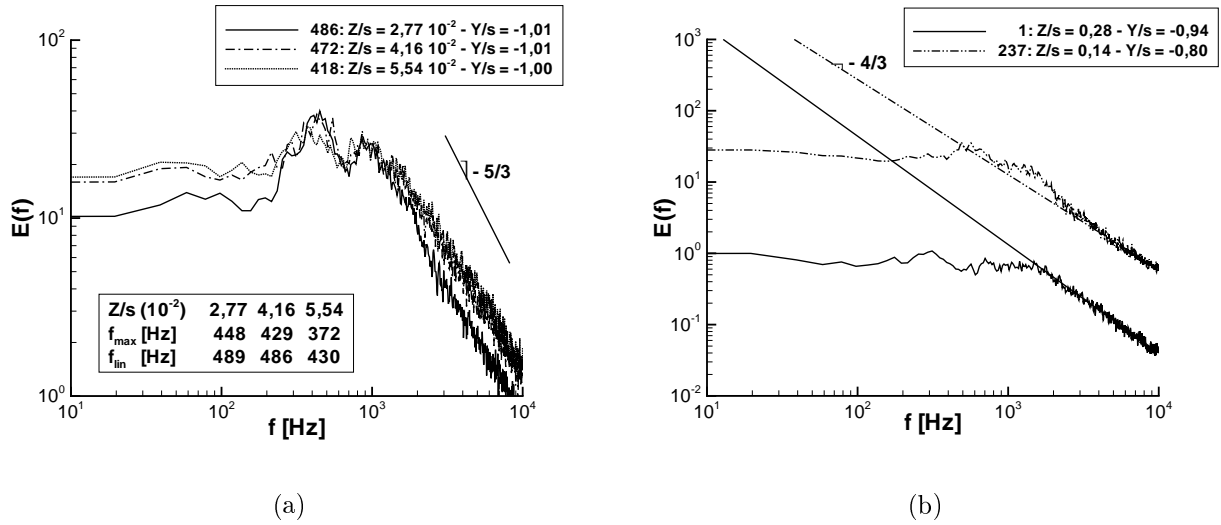 486: Z/s = 2,77 10⁻² - Y/s = -1,01
472: Z/s = 4,16 10⁻² - Y/s = -1,01
418: Z/s = 5,54 10⁻² - Y/s = -1,00
10²
10¹
10⁰
E(f)
- 5/3
Z/s (10⁻²) 2,77 4,16 5,54
f_max [Hz] 448 429 372
f_lin [Hz] 489 486 430
10¹ 10² 10³ 10⁴
f [Hz]
(a)
1: Z/s = 0,28 - Y/s = -0,94
237: Z/s = 0,14 - Y/s = -0,80
10³
10²
10¹
10⁰
10⁻¹
10⁻²
E(f)
- 4/3
10¹ 10² 10³ 10⁴
f [Hz]
(b)